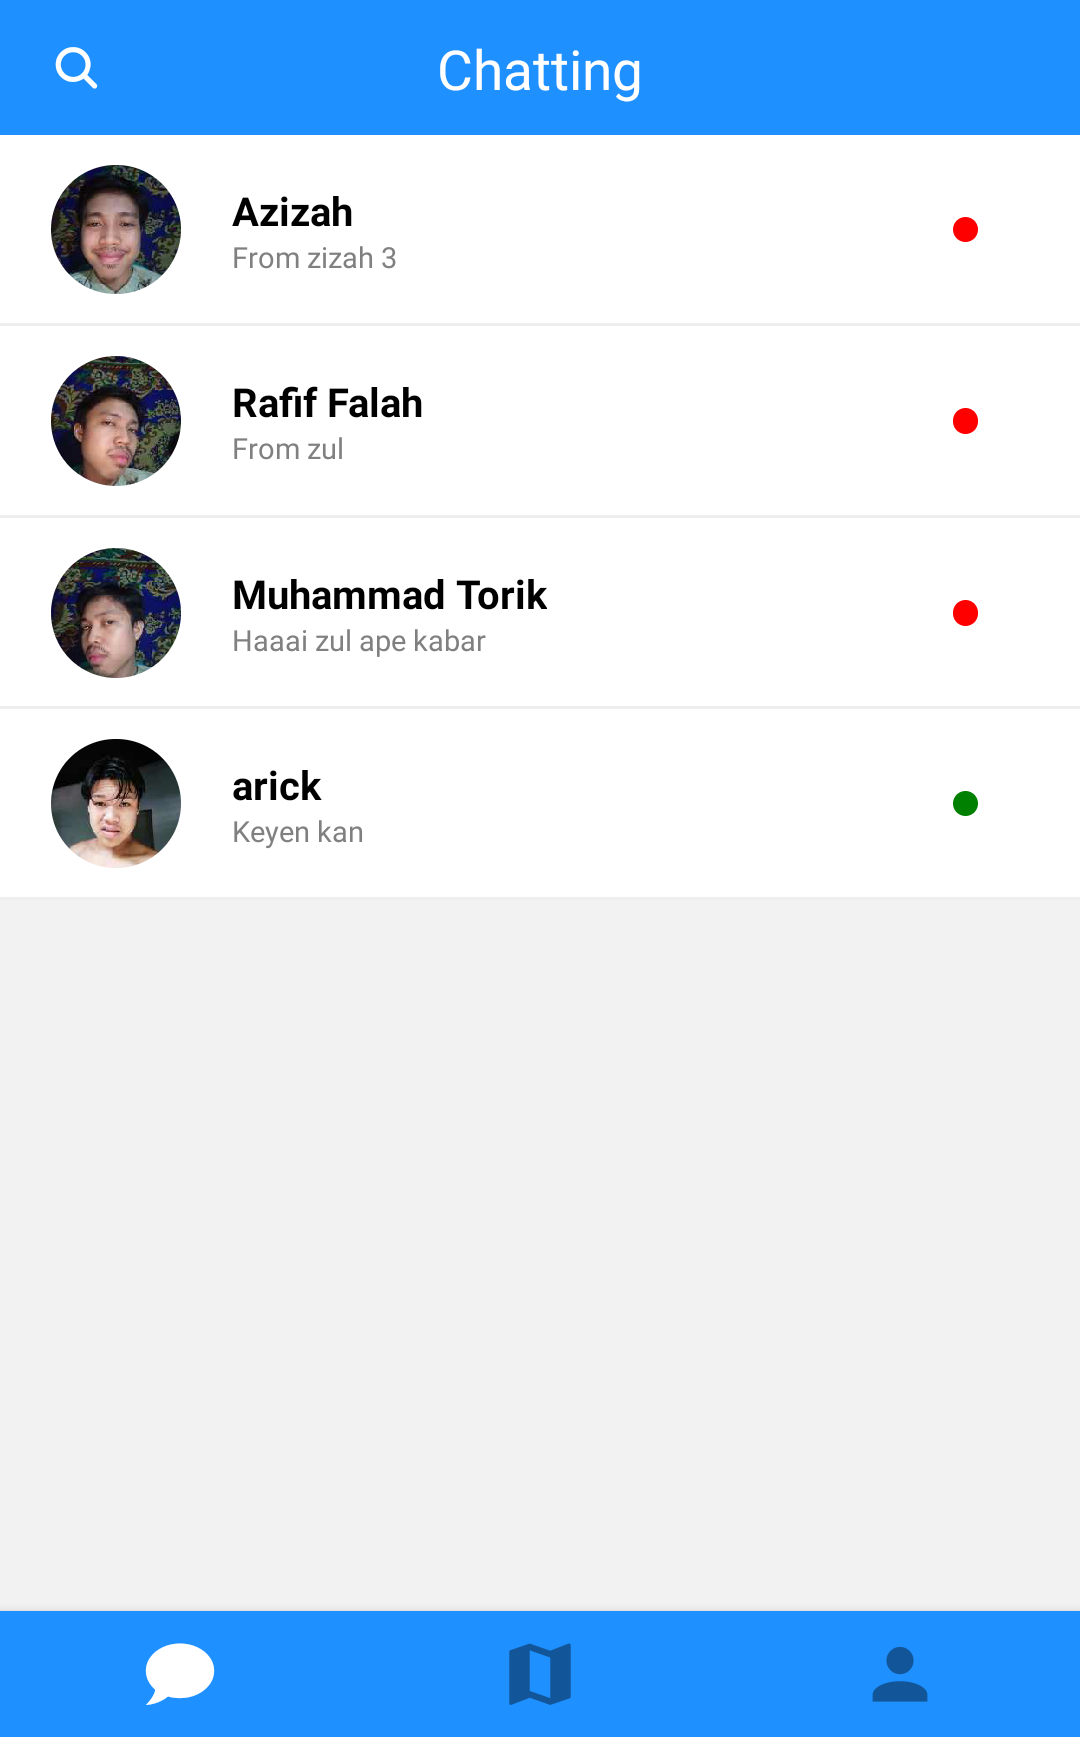 Chatting
Azizah
From zizah 3
Rafif Falah
From zul
Muhammad Torik
Haaai zul ape kabar
arick
Keyen kan